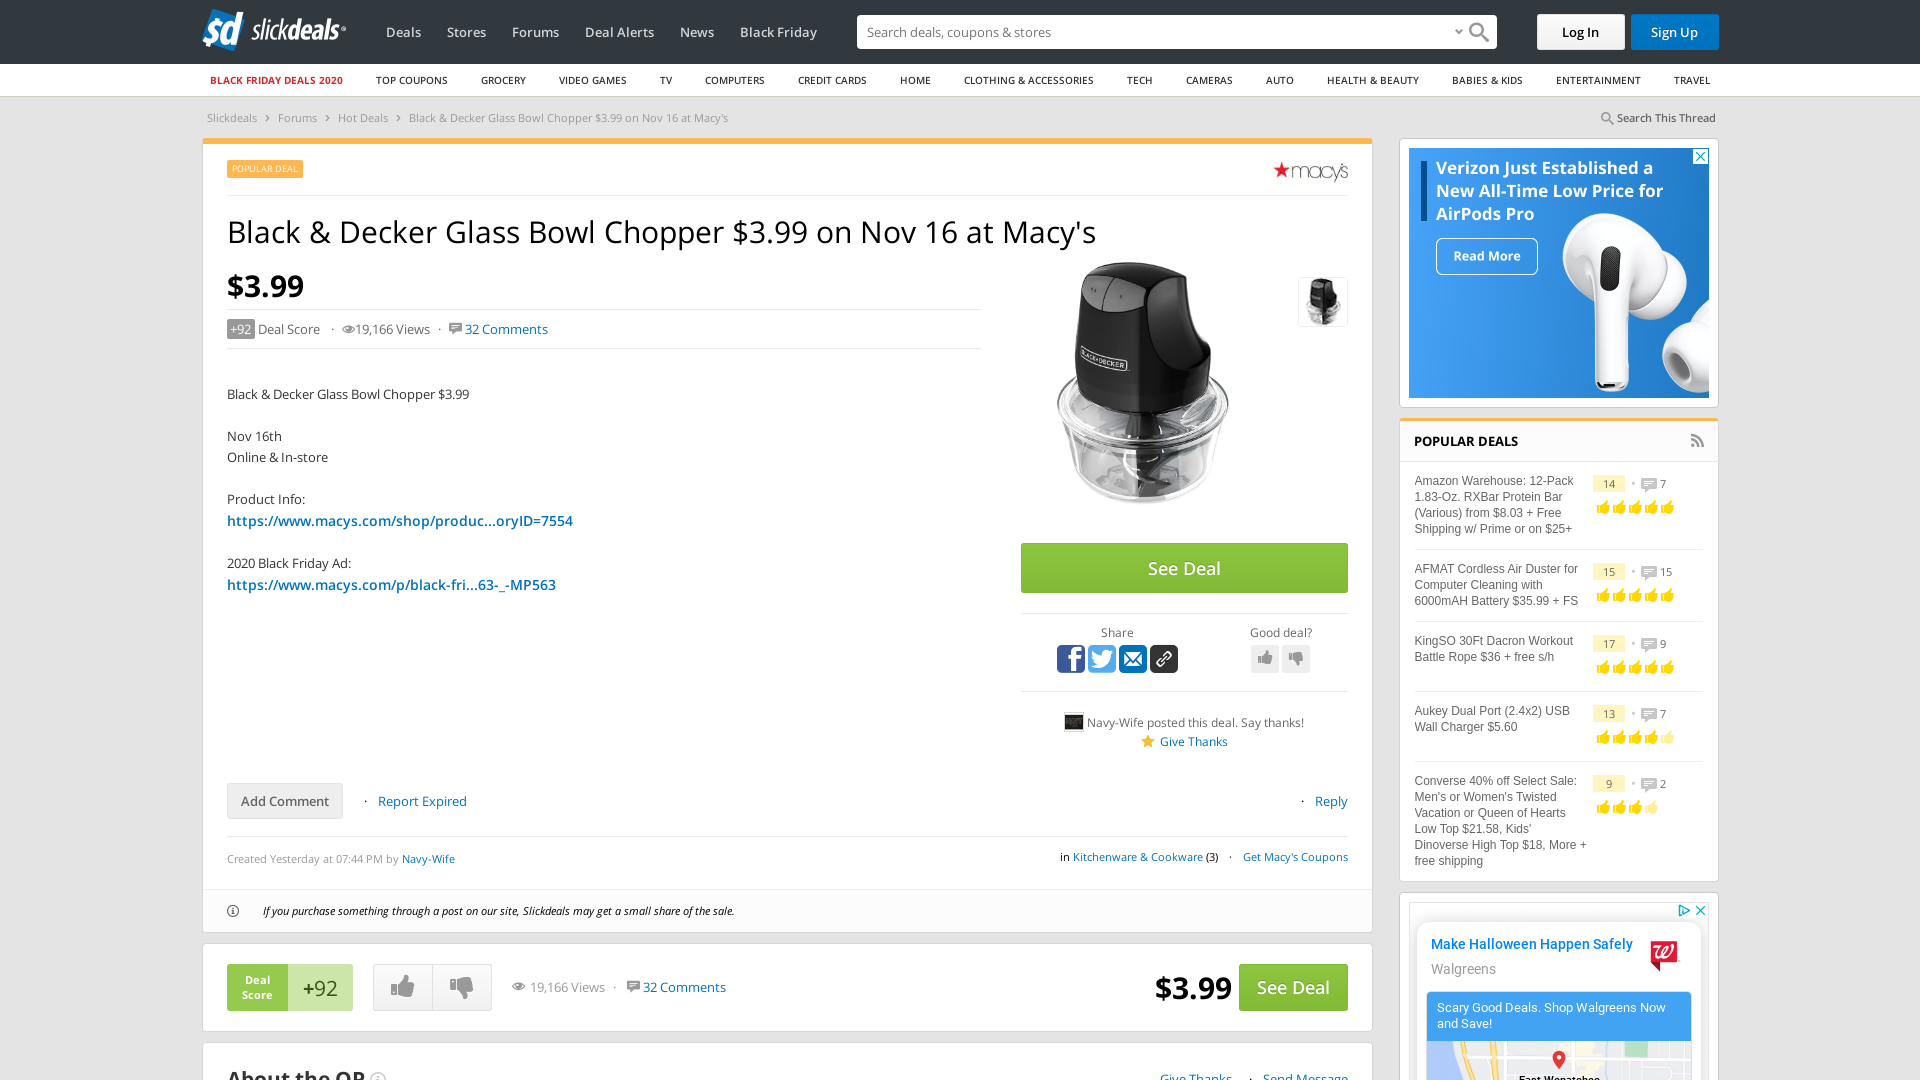 sd slickdeals
Deals
Stores
Forums
Deal Alerts
News
Black Friday
Search deals, coupons & stores
Log In
Sign Up
BLACK FRIDAY DEALS 2020
TOP COUPONS
GROCERY
VIDEO GAMES
TV
COMPUTERS
CREDIT CARDS
HOME
CLOTHING & ACCESSORIES
TECH
CAMERAS
AUTO
HEALTH & BEAUTY
BABIES & KIDS
ENTERTAINMENT
TRAVEL
Slickdeals › Forums › Hot Deals › Black & Decker Glass Bowl Chopper $3.99 on Nov 16 at Macy's
Search This Thread
POPULAR DEAL
macy's
Black & Decker Glass Bowl Chopper $3.99 on Nov 16 at Macy's
$3.99
+92 Deal Score · 19,166 Views · 32 Comments
BLACK+DECKER
Black & Decker Glass Bowl Chopper $3.99
Nov 16th
Online & In-store
Product Info:
https://www.macys.com/shop/produc...oryID=7554
2020 Black Friday Ad:
https://www.macys.com/p/black-fri...63-_-MP563
See Deal
Share
Good deal?
Navy-Wife posted this deal. Say thanks!
Give Thanks
Add Comment
· Report Expired
· Reply
Created Yesterday at 07:44 PM by Navy-Wife
in Kitchenware & Cookware (3) · Get Macy's Coupons
If you purchase something through a post on our site, Slickdeals may get a small share of the sale.
Deal
Score
+92
19,166 Views · 32 Comments
$3.99
See Deal
About the OP
Give Thanks · Send Message
Verizon Just Established a
New All-Time Low Price for
AirPods Pro
Read More
POPULAR DEALS
Amazon Warehouse: 12-Pack
1.83-Oz. RXBar Protein Bar
(Various) from $8.03 + Free
Shipping w/ Prime or on $25+
14 • 7
AFMAT Cordless Air Duster for
Computer Cleaning with
6000mAH Battery $35.99 + FS
15 • 15
KingSO 30Ft Dacron Workout
Battle Rope $36 + free s/h
17 • 9
Aukey Dual Port (2.4x2) USB
Wall Charger $5.60
13 • 7
Converse 40% off Select Sale:
Men's or Women's Twisted
Vacation or Queen of Hearts
Low Top $21.58, Kids'
Dinoverse High Top $18, More +
free shipping
9 • 2
Make Halloween Happen Safely
Walgreens
W
Scary Good Deals. Shop Walgreens Now
and Save!
East Wenatchee